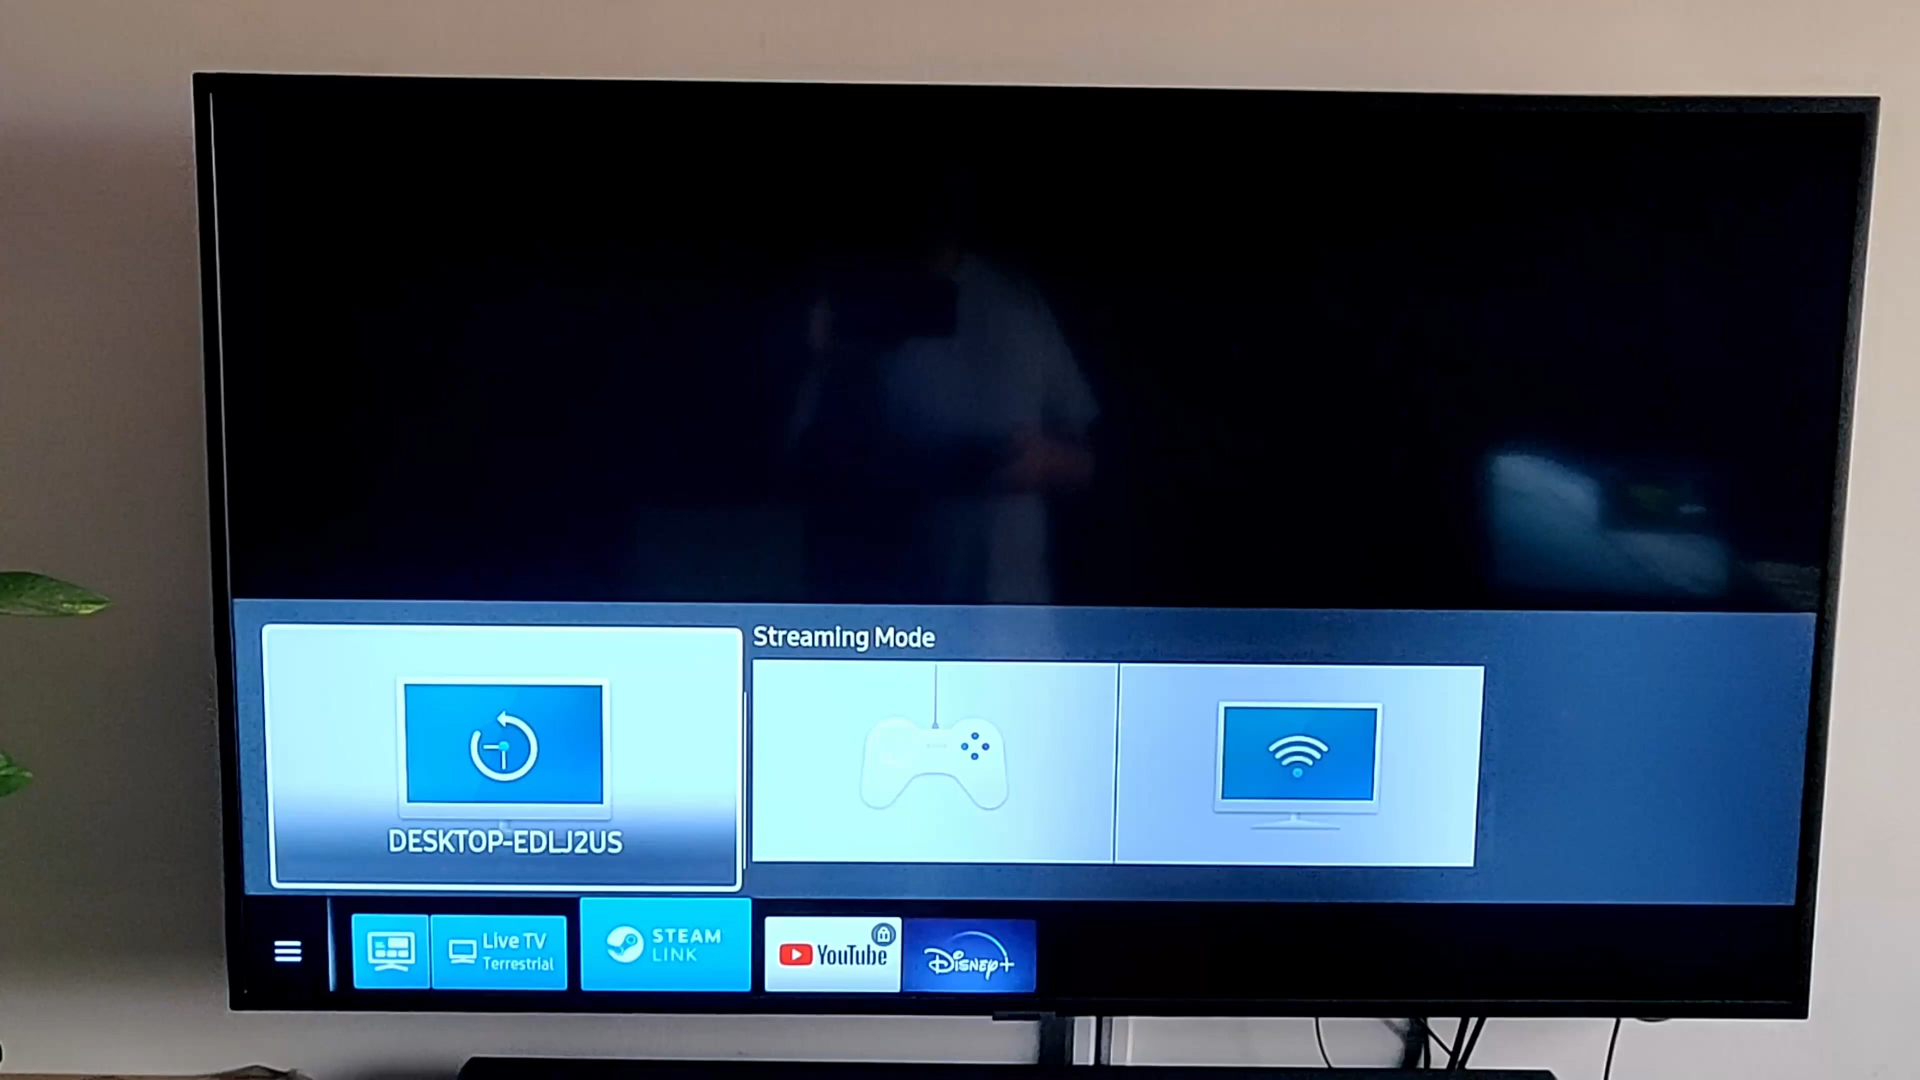 Streaming Mode
DESKTOP-EDLJ2US
Live TV
Terrestrial
STEAM
LINK
YouTube
Disney+